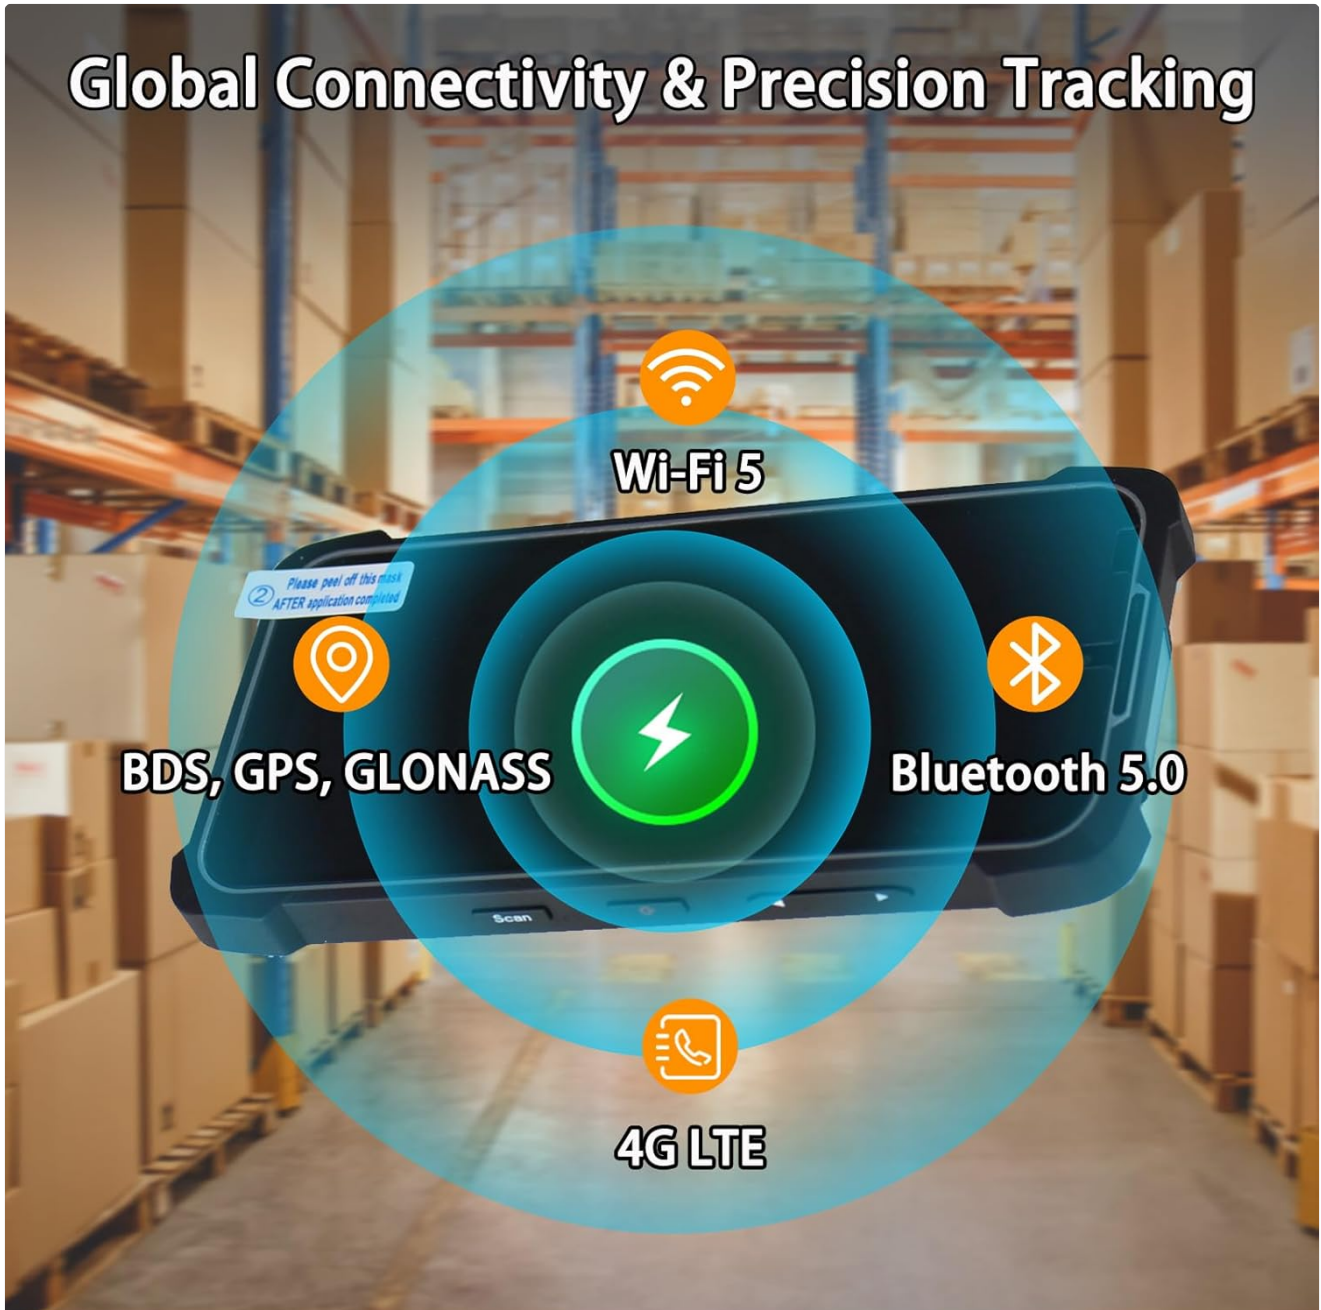 Global Connectivity & Precision Tracking
Wi-Fi 5
② Please peel off this mask
AFTER application completed
BDS, GPS, GLONASS
Bluetooth 5.0
Scan
4G LTE